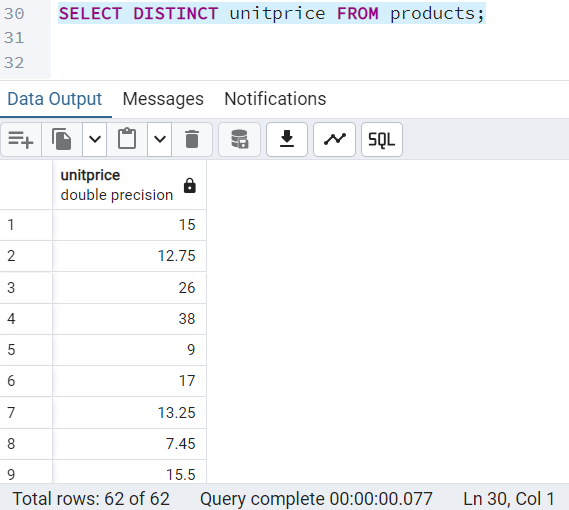 30 SELECT DISTINCT unitprice FROM products;
31
32
Data Output Messages Notifications
SQL
unitprice
double precision
1 15
2 12.75
3 26
4 38
5 9
6 17
7 13.25
8 7.45
9 15.5
Total rows: 62 of 62 Query complete 00:00:00.077 Ln 30, Col 1